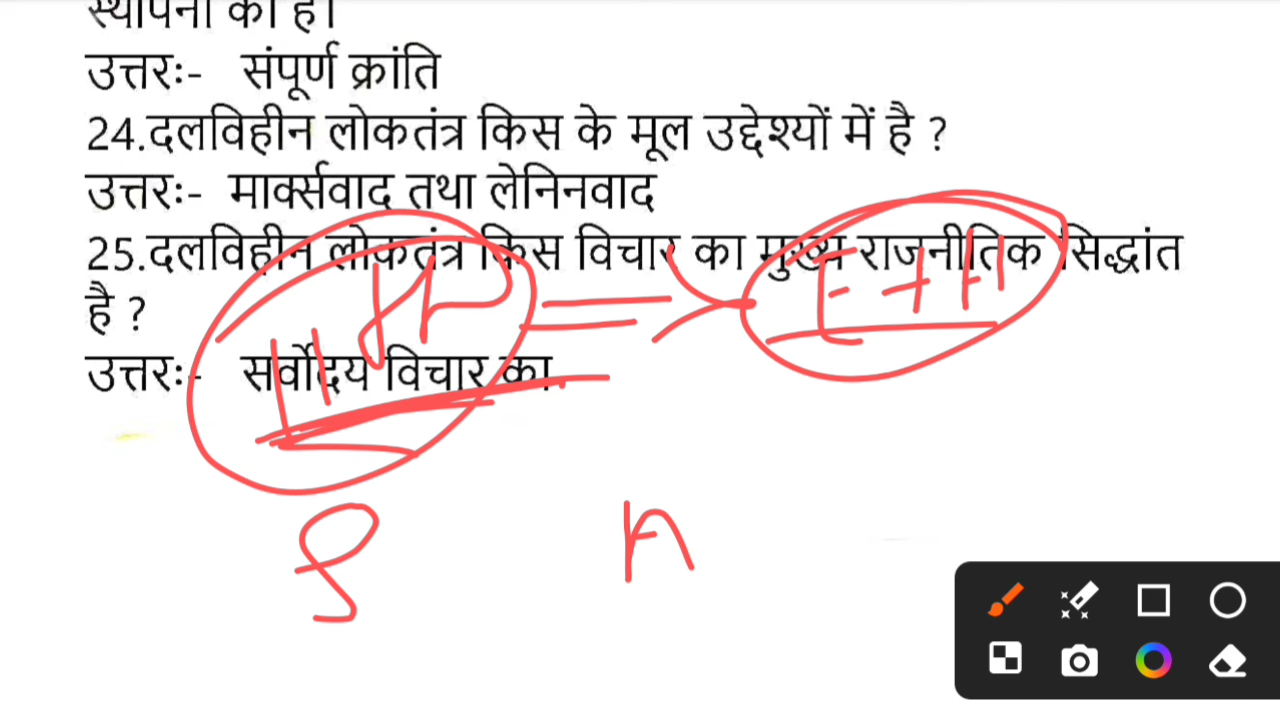 स्थापना की है।
उत्तरः- संपूर्ण क्रांति
24.दलविहीन लोकतंत्र किस के मूल उद्देश्यों में है ?
उत्तरः- मार्क्सवाद तथा लेनिनवाद
25.दलविहीन लोकतंत्र किस विचार का मुख्य राजनीतिक सिद्धांत
है ?
उत्तरः- सर्वोदय विचार का